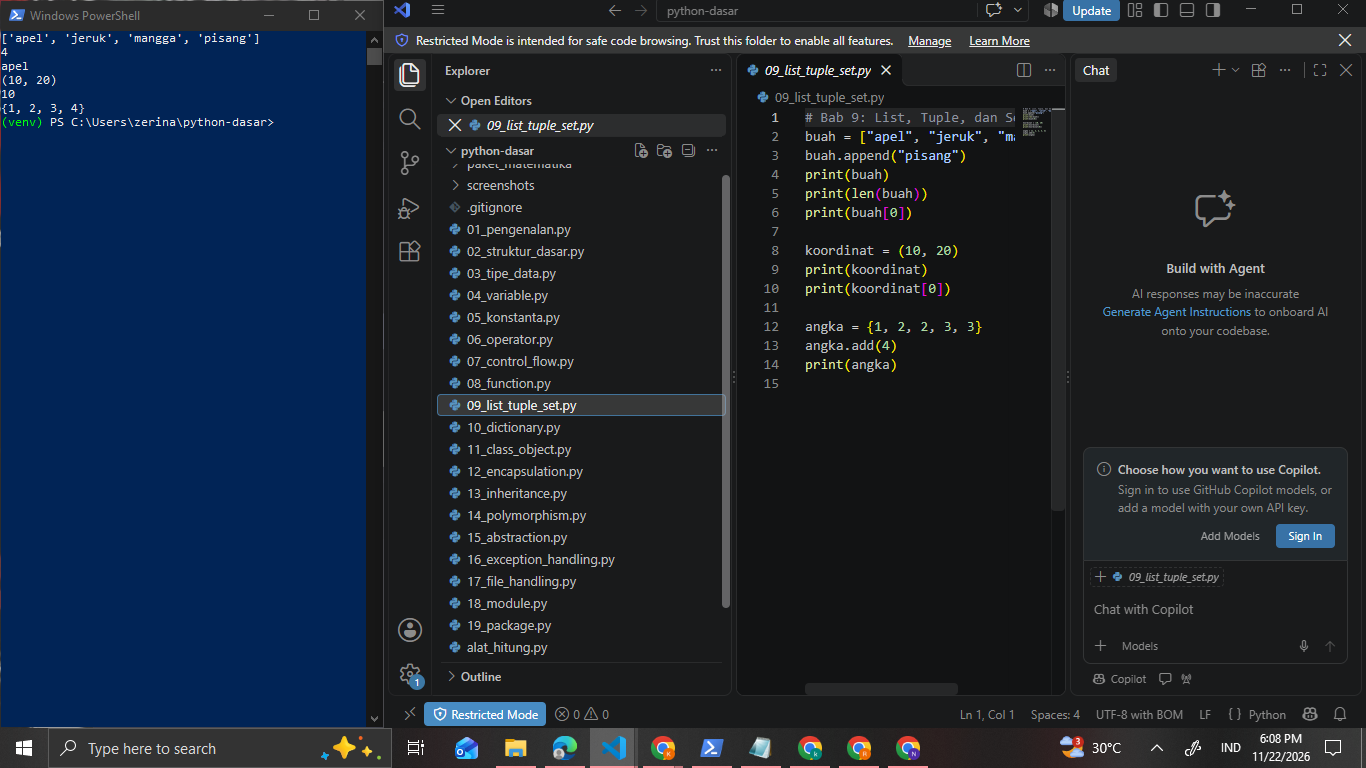 Windows PowerShell
['apel', 'jeruk', 'mangga', 'pisang']
4
apel
(10, 20)
10
{1, 2, 3, 4}
(venv) PS C:\Users\zerina\python-dasar>
python-dasar
Update
Restricted Mode is intended for safe code browsing. Trust this folder to enable all features. Manage Learn More
Explorer
Open Editors
09_list_tuple_set.py
python-dasar
paket_matematika
screenshots
.gitignore
01_pengenalan.py
02_struktur_dasar.py
03_tipe_data.py
04_variable.py
05_konstanta.py
06_operator.py
07_control_flow.py
08_function.py
09_list_tuple_set.py
10_dictionary.py
11_class_object.py
12_encapsulation.py
13_inheritance.py
14_polymorphism.py
15_abstraction.py
16_exception_handling.py
17_file_handling.py
18_module.py
19_package.py
alat_hitung.py
Outline
1
09_list_tuple_set.py
09_list_tuple_set.py
1 # Bab 9: List, Tuple, dan Se
2 buah = ["apel", "jeruk", "ma
3 buah.append("pisang")
4 print(buah)
5 print(len(buah))
6 print(buah[0])
7
8 koordinat = (10, 20)
9 print(koordinat)
10 print(koordinat[0])
11
12 angka = {1, 2, 2, 3, 3}
13 angka.add(4)
14 print(angka)
15
Chat
Build with Agent
AI responses may be inaccurate
Generate Agent Instructions to onboard AI
onto your codebase.
Choose how you want to use Copilot.
Sign in to use GitHub Copilot models, or
add a model with your own API key.
Add Models Sign In
09_list_tuple_set.py
Chat with Copilot
Models
Copilot
Restricted Mode 0 0 Ln 1, Col 1 Spaces: 4 UTF-8 with BOM LF { } Python
Type here to search
3
30°C
IND
6:08 PM
11/22/2026